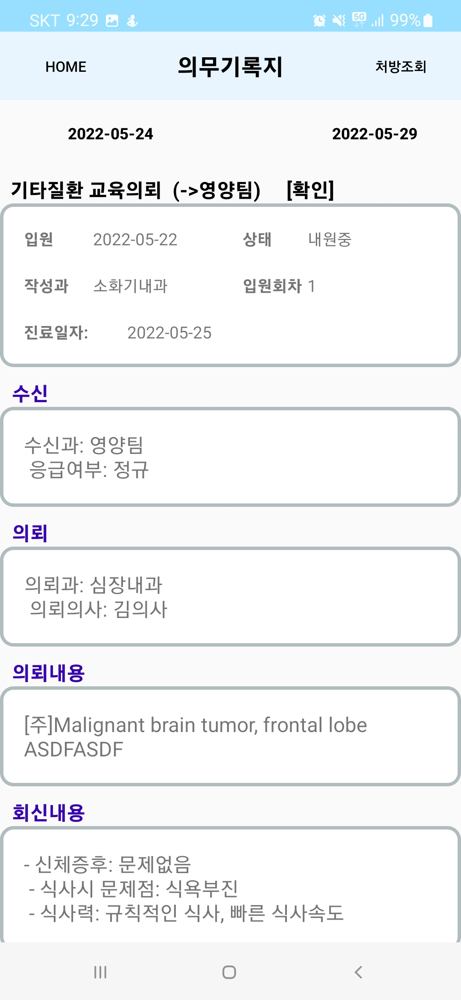 SKT 9:29 5G 99%
HOME 의무기록지 처방조회
2022-05-24 2022-05-29
기타질환 교육의뢰 (->영양팀) [확인]
입원 2022-05-22 상태 내원중
작성과 소화기내과 입원회차 1
진료일자: 2022-05-25
수신
수신과: 영양팀
응급여부: 정규
의뢰
의뢰과: 심장내과
의뢰의사: 김의사
의뢰내용
[주]Malignant brain tumor, frontal lobe
ASDFASDF
회신내용
- 신체증후: 문제없음
- 식사시 문제점: 식욕부진
- 식사력: 규칙적인 식사, 빠른 식사속도